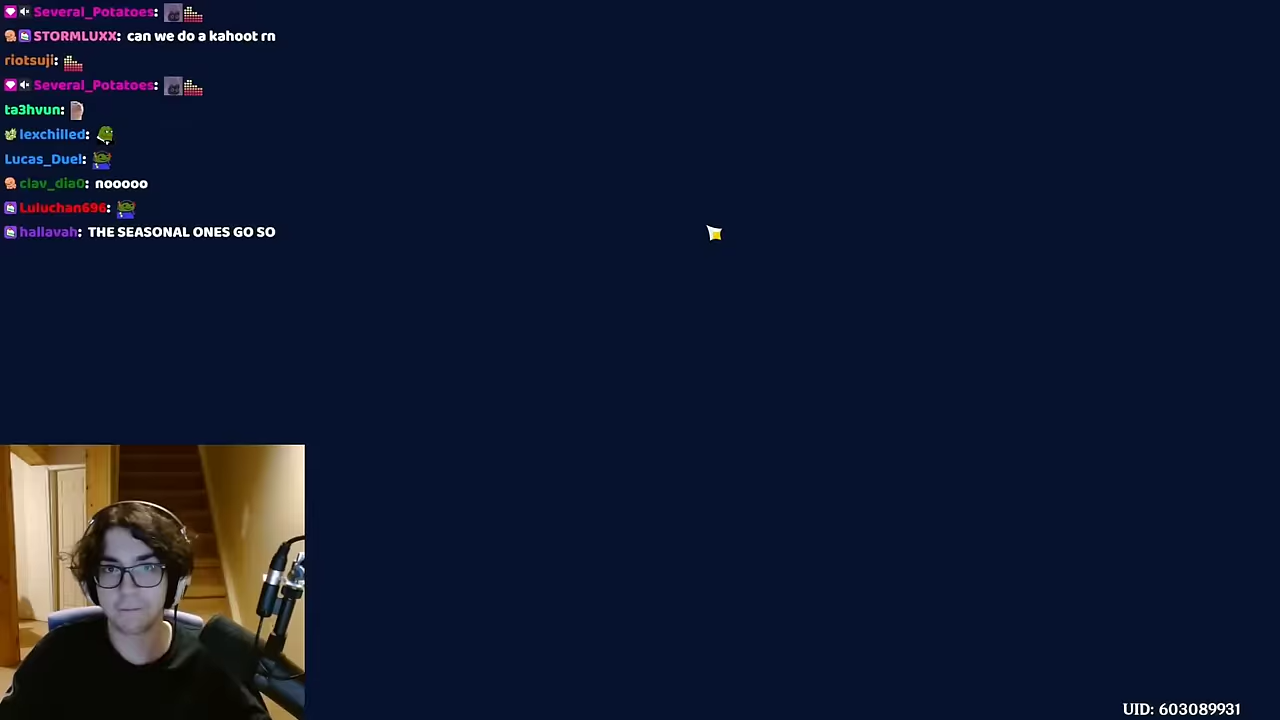 Several_Potatoes:
STORMLUXX: can we do a kahoot rn
riotsuji:
Several_Potatoes:
ta3hvun:
lexchilled:
Lucas_Duel:
clav_dia0: nooooo
Luluchan696:
hallavah: THE SEASONAL ONES GO SO
UID: 603089931